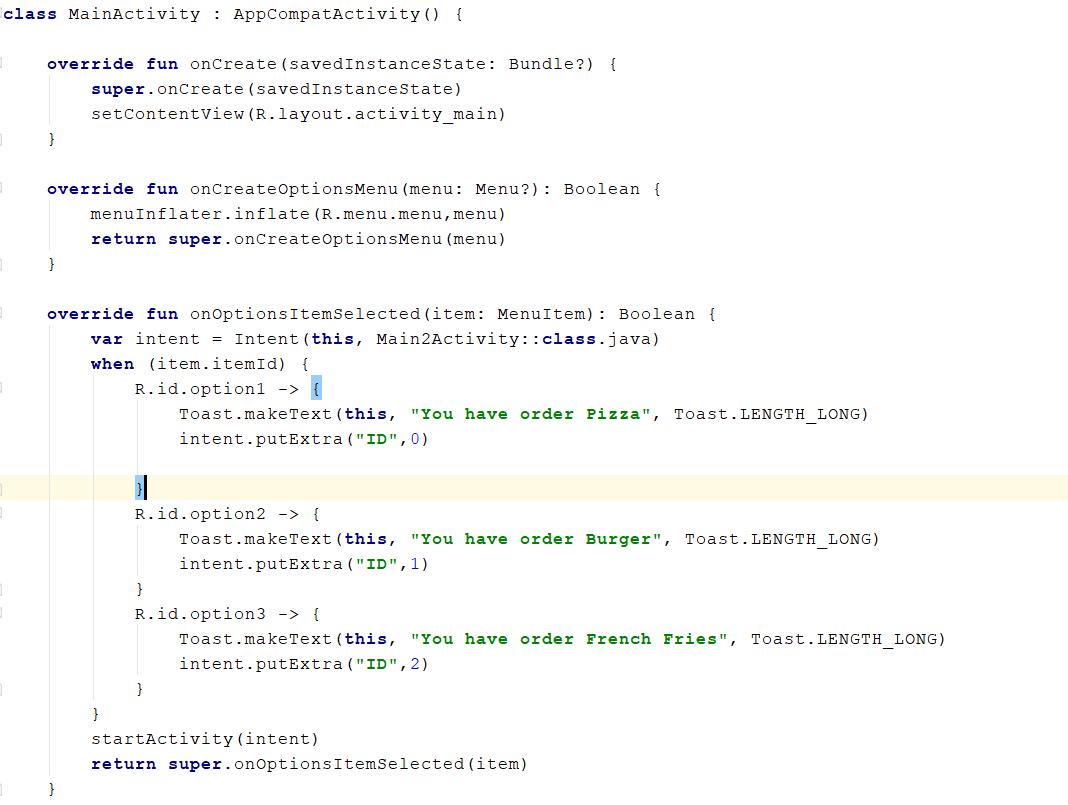 class MainActivity : AppCompatActivity() {
override fun onCreate(savedInstanceState: Bundle?) {
super.onCreate(savedInstanceState)
setContentView(R.layout.activity_main)
}
override fun onCreateOptionsMenu(menu: Menu?): Boolean {
menuInflater.inflate(R.menu.menu,menu)
return super.onCreateOptionsMenu(menu)
}
override fun onOptionsItemSelected(item: MenuItem): Boolean {
var intent = Intent(this, Main2Activity::class.java)
when (item.itemId) {
R.id.option1 -> {
Toast.makeText(this, "You have order Pizza", Toast.LENGTH_LONG)
intent.putExtra("ID",0)
}
R.id.option2 -> {
Toast.makeText(this, "You have order Burger", Toast.LENGTH_LONG)
intent.putExtra("ID",1)
}
R.id.option3 -> {
Toast.makeText(this, "You have order French Fries", Toast.LENGTH_LONG)
intent.putExtra("ID",2)
}
}
startActivity(intent)
return super.onOptionsItemSelected(item)
}